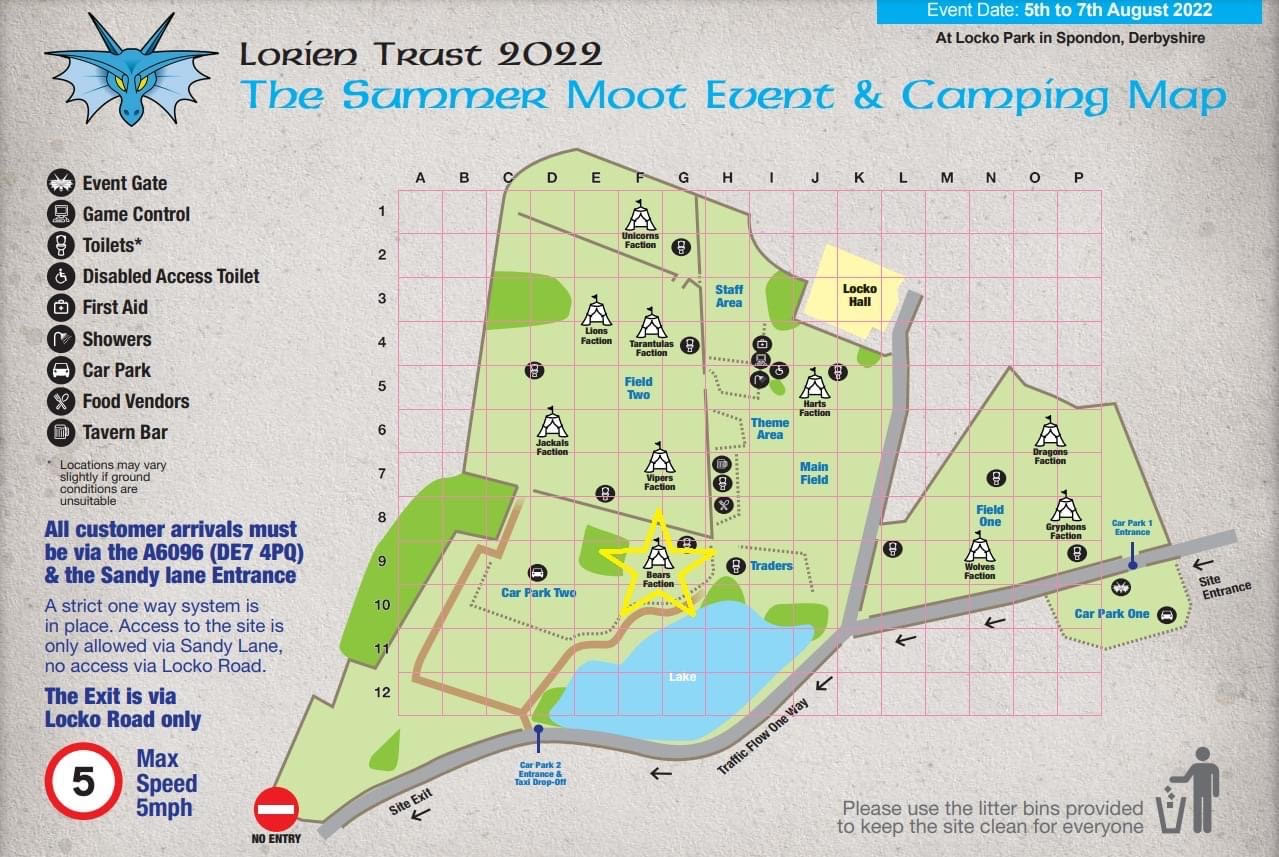 Event Date: 5th to 7th August 2022
At Locko Park in Spondon, Derbyshire
Lorien Trust 2022
The Summer Moot Event & Camping Map
Event Gate
Game Control
Toilets*
Disabled Access Toilet
First Aid
Showers
Car Park
Food Vendors
Tavern Bar
* Locations may vary
slightly if ground
conditions are
unsuitable
All customer arrivals must
be via the A6096 (DE7 4PQ)
& the Sandy lane Entrance
A strict one way system is
in place. Access to the site is
only allowed via Sandy Lane,
no access via Locko Road.
The Exit is via
Locko Road only
5
Max
Speed
5mph
NO ENTRY
A B C D E F G H I J K L M N O P
1
2
3
4
5
6
7
8
9
10
11
12
Unicorns
Faction
Staff
Area
Locko
Hall
Lions
Faction
Tarantulas
Faction
Field
Two
Harts
Faction
Jackals
Faction
Theme
Area
Vipers
Faction
Main
Field
Dragons
Faction
Field
One
Gryphons
Faction
Wolves
Faction
Car Park 1
Entrance
Bears
Faction
Traders
Car Park Two
Site
Entrance
Car Park One
Lake
Traffic Flow One Way
Car Park 2
Entrance &
Taxi Drop-Off
Site Exit
Please use the litter bins provided
to keep the site clean for everyone